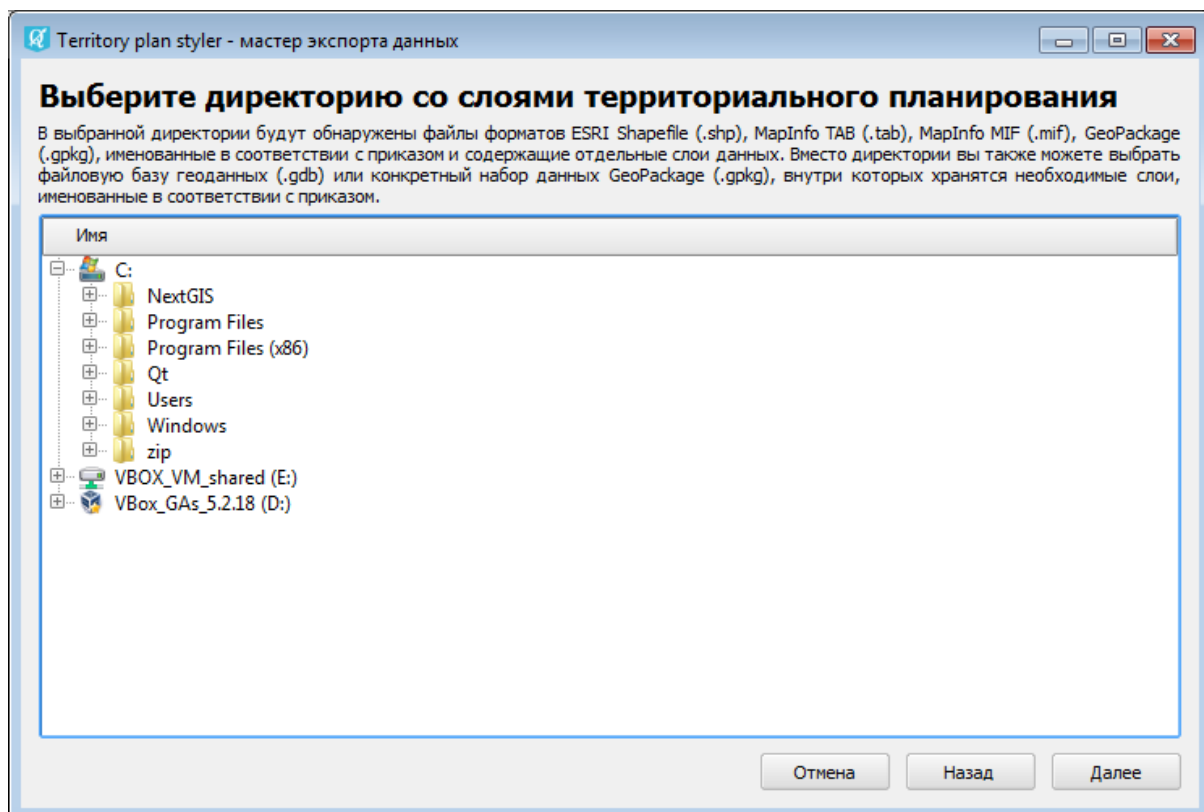 Territory plan styler - мастер экспорта данных
Выберите директорию со слоями территориального планирования
В выбранной директории будут обнаружены файлы форматов ESRI Shapefile (.shp), MapInfo TAB (.tab), MapInfo MIF (.mif), GeoPackage
(.gpkg), именованные в соответствии с приказом и содержащие отдельные слои данных. Вместо директории вы также можете выбрать
файловую базу геоданных (.gdb) или конкретный набор данных GeoPackage (.gpkg), внутри которых хранятся необходимые слои,
именованные в соответствии с приказом.
Имя
C:
NextGIS
Program Files
Program Files (x86)
Qt
Users
Windows
zip
VBOX_VM_shared (E:)
VBox_GAs_5.2.18 (D:)
Отмена Назад Далее